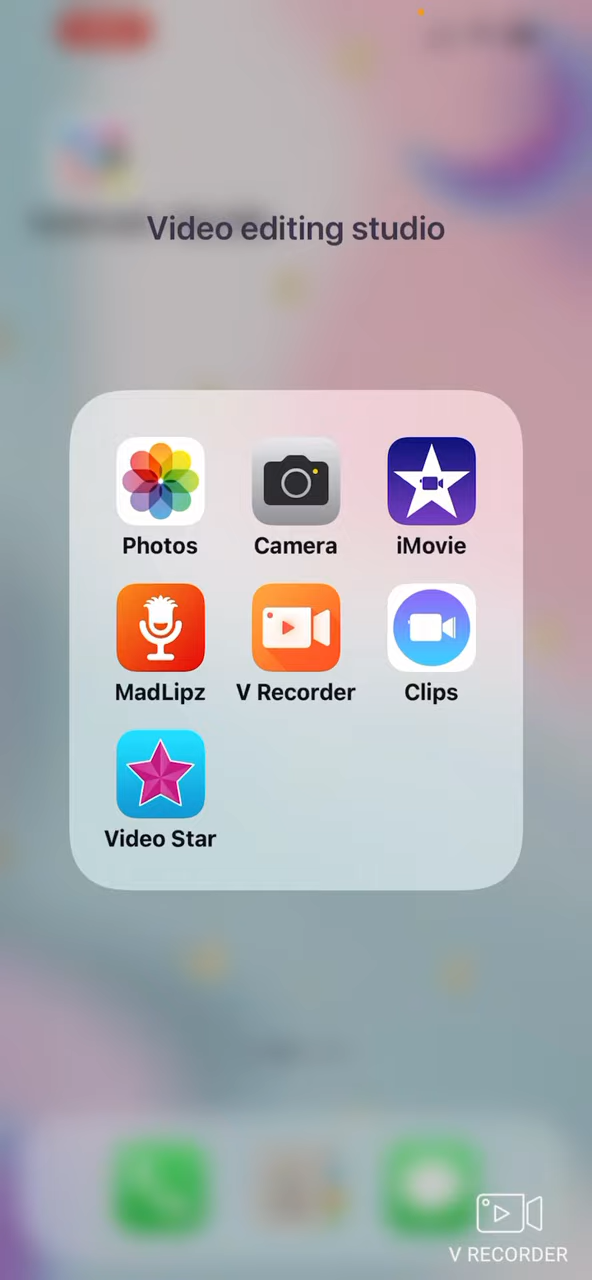 Video editing studio
Photos
Camera
iMovie
MadLipz
V Recorder
Clips
Video Star
V RECORDER